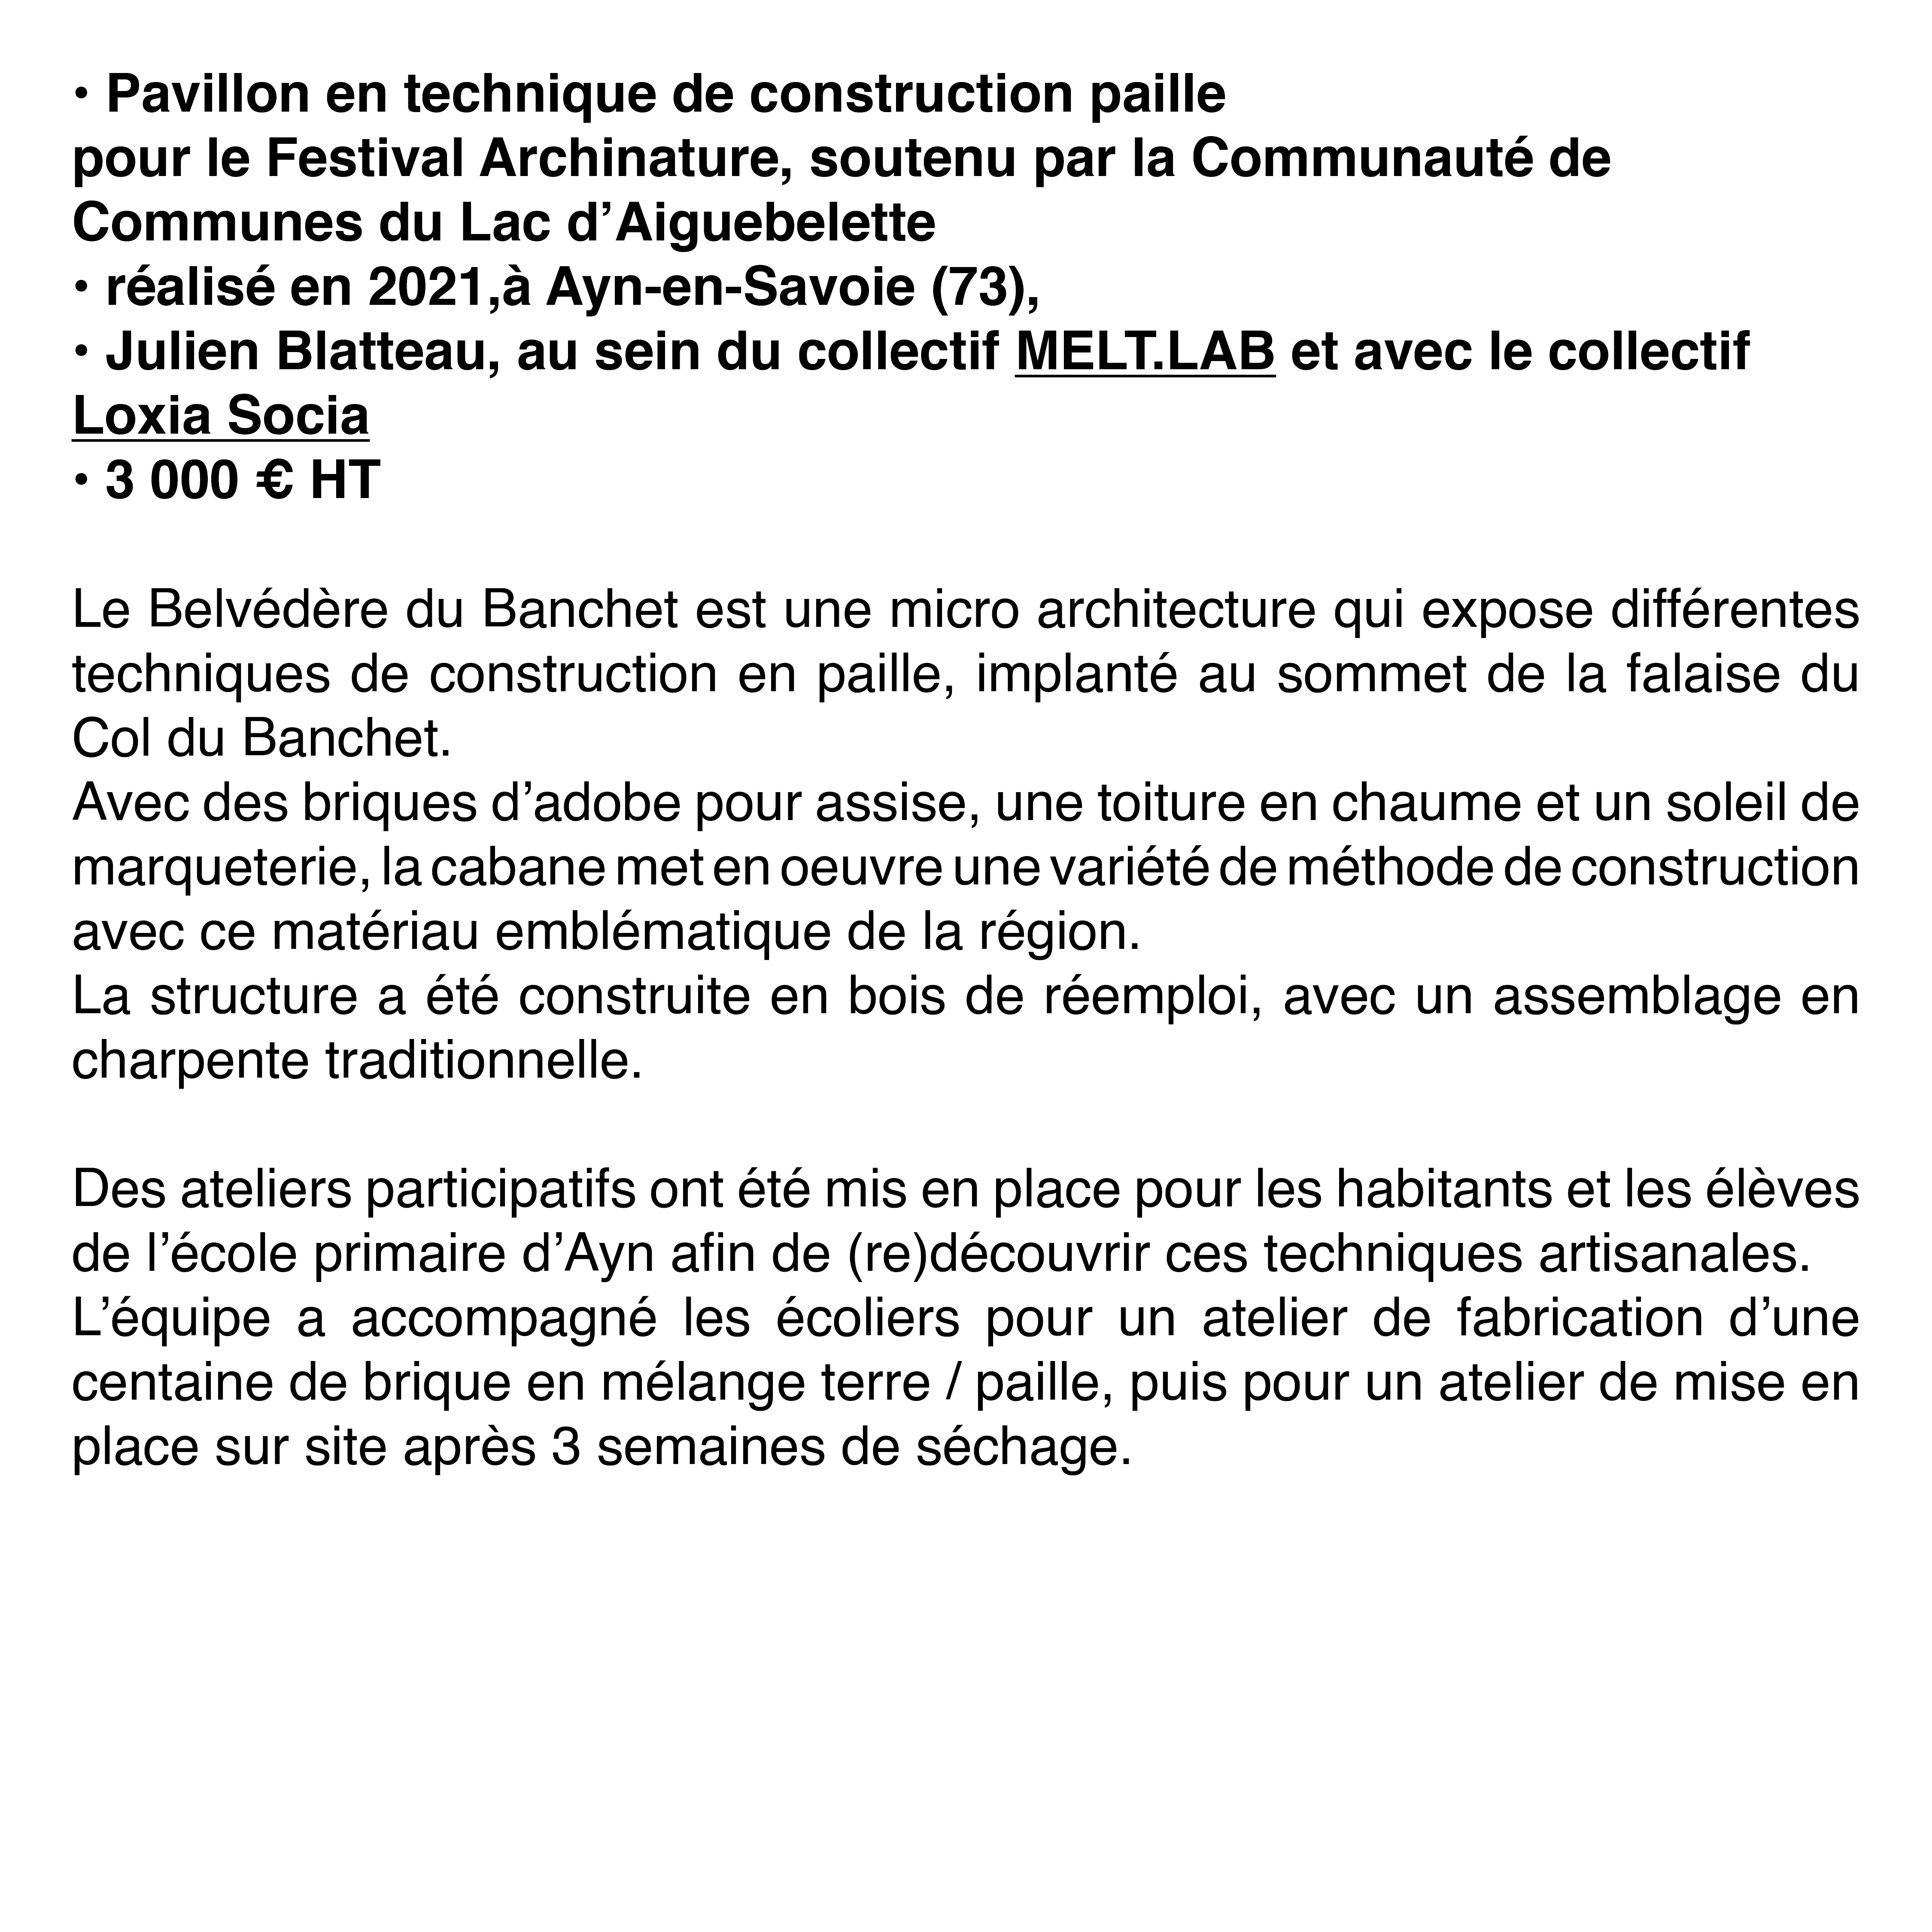 • Pavillon en technique de construction paille
pour le Festival Archinature, soutenu par la Communauté de
Communes du Lac d’Aiguebelette
• réalisé en 2021,à Ayn-en-Savoie (73),
• Julien Blatteau, au sein du collectif MELT.LAB et avec le collectif
Loxia Socia
• 3 000 € HT
Le Belvédère du Banchet est une micro architecture qui expose différentes
techniques de construction en paille, implanté au sommet de la falaise du
Col du Banchet.
Avec des briques d’adobe pour assise, une toiture en chaume et un soleil de
marqueterie, la cabane met en oeuvre une variété de méthode de construction
avec ce matériau emblématique de la région.
La structure a été construite en bois de réemploi, avec un assemblage en
charpente traditionnelle.
Des ateliers participatifs ont été mis en place pour les habitants et les élèves
de l’école primaire d’Ayn afin de (re)découvrir ces techniques artisanales.
L’équipe a accompagné les écoliers pour un atelier de fabrication d’une
centaine de brique en mélange terre / paille, puis pour un atelier de mise en
place sur site après 3 semaines de séchage.